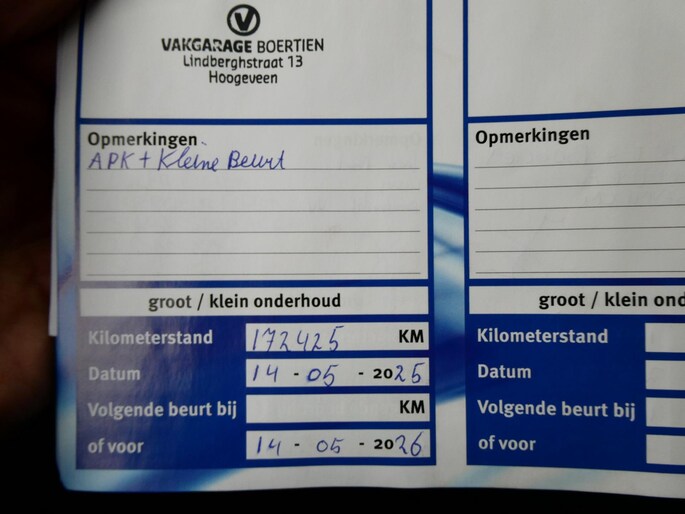 VAKGARAGE BOERTIEN
Lindberghstraat 13
Hoogeveen
Opmerkingen
APK + Kleine Beurt
groot / klein onderhoud
Kilometerstand 172425 KM
Datum 14 - 05 - 2025
Volgende beurt bij KM
of voor 14 - 05 - 2026
Opmerkingen
groot / klein ond
Kilometerstand
Datum
Volgende beurt bij
of voor